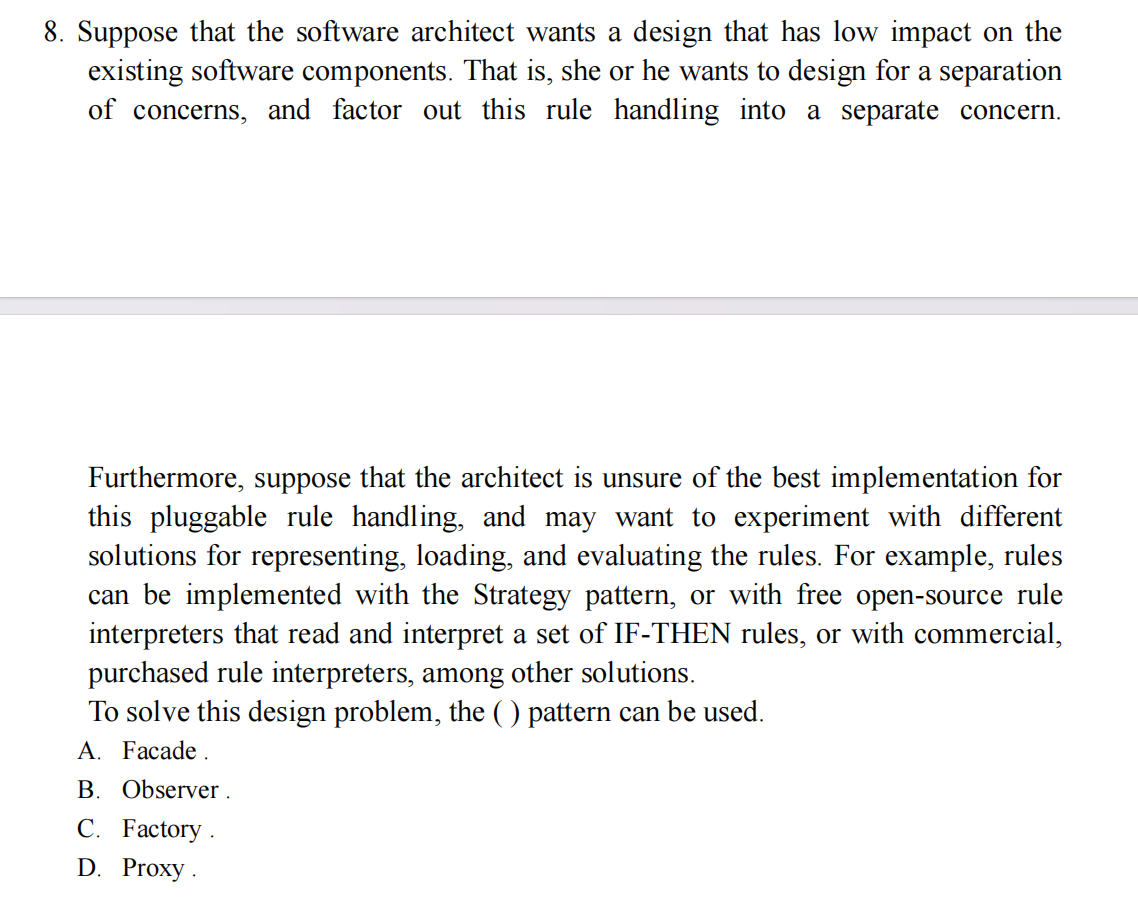 8. Suppose that the software architect wants a design that has low impact on the
existing software components. That is, she or he wants to design for a separation
of concerns, and factor out this rule handling into a separate concern.
Furthermore, suppose that the architect is unsure of the best implementation for
this pluggable rule handling, and may want to experiment with different
solutions for representing, loading, and evaluating the rules. For example, rules
can be implemented with the Strategy pattern, or with free open-source rule
interpreters that read and interpret a set of IF-THEN rules, or with commercial,
purchased rule interpreters, among other solutions.
To solve this design problem, the ( ) pattern can be used.
A. Facade .
B. Observer .
C. Factory .
D. Proxy .